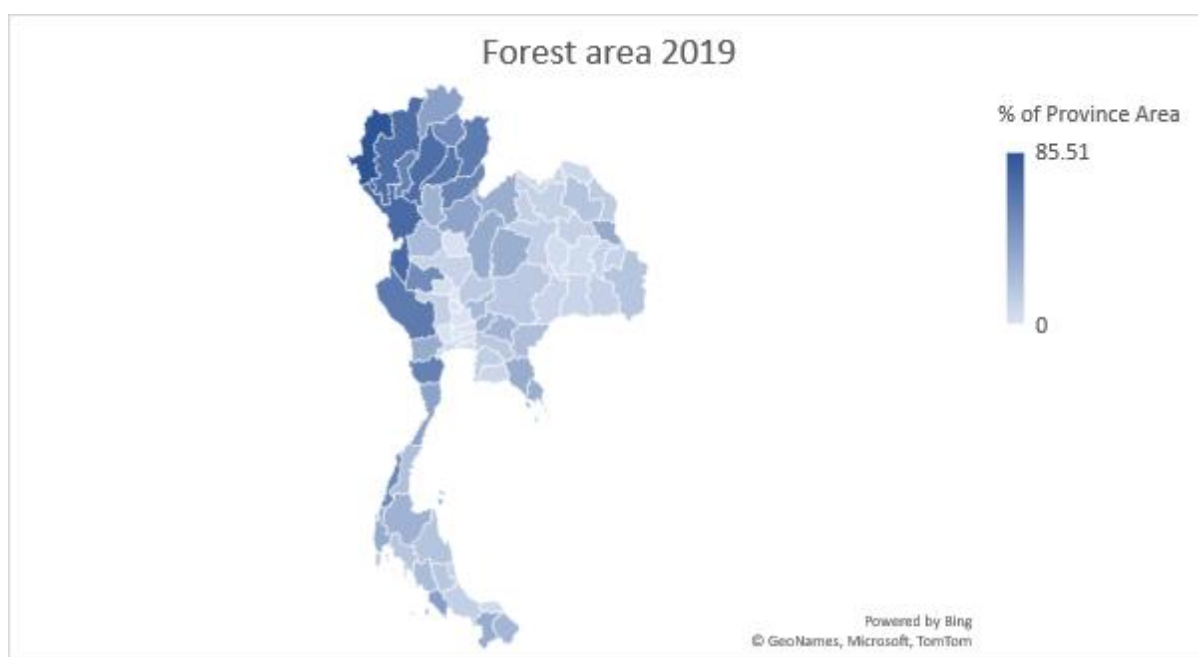 Forest area 2019
% of Province Area
85.51
0
Powered by Bing
© GeoNames, Microsoft, TomTom